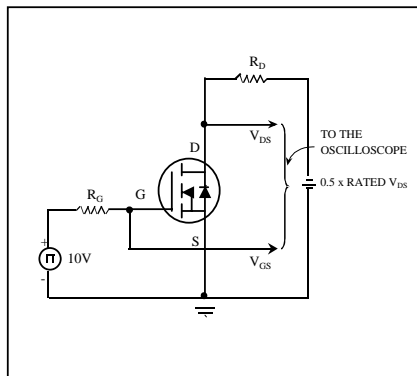 R_D
D
V_DS
TO THE
OSCILLOSCOPE
0.5 x RATED V_DS
R_G
G
S
+
10V
-
V_GS